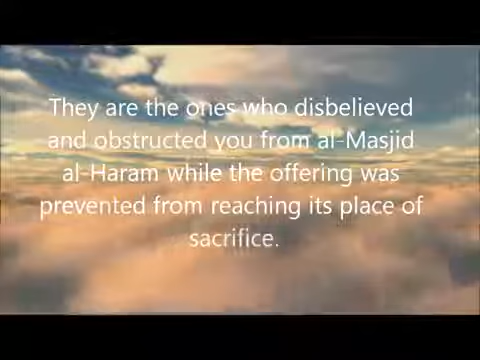 They are the ones who disbelieved
and obstructed you from al-Masjid
al-Haram while the offering was
prevented from reaching its place of
sacrifice.